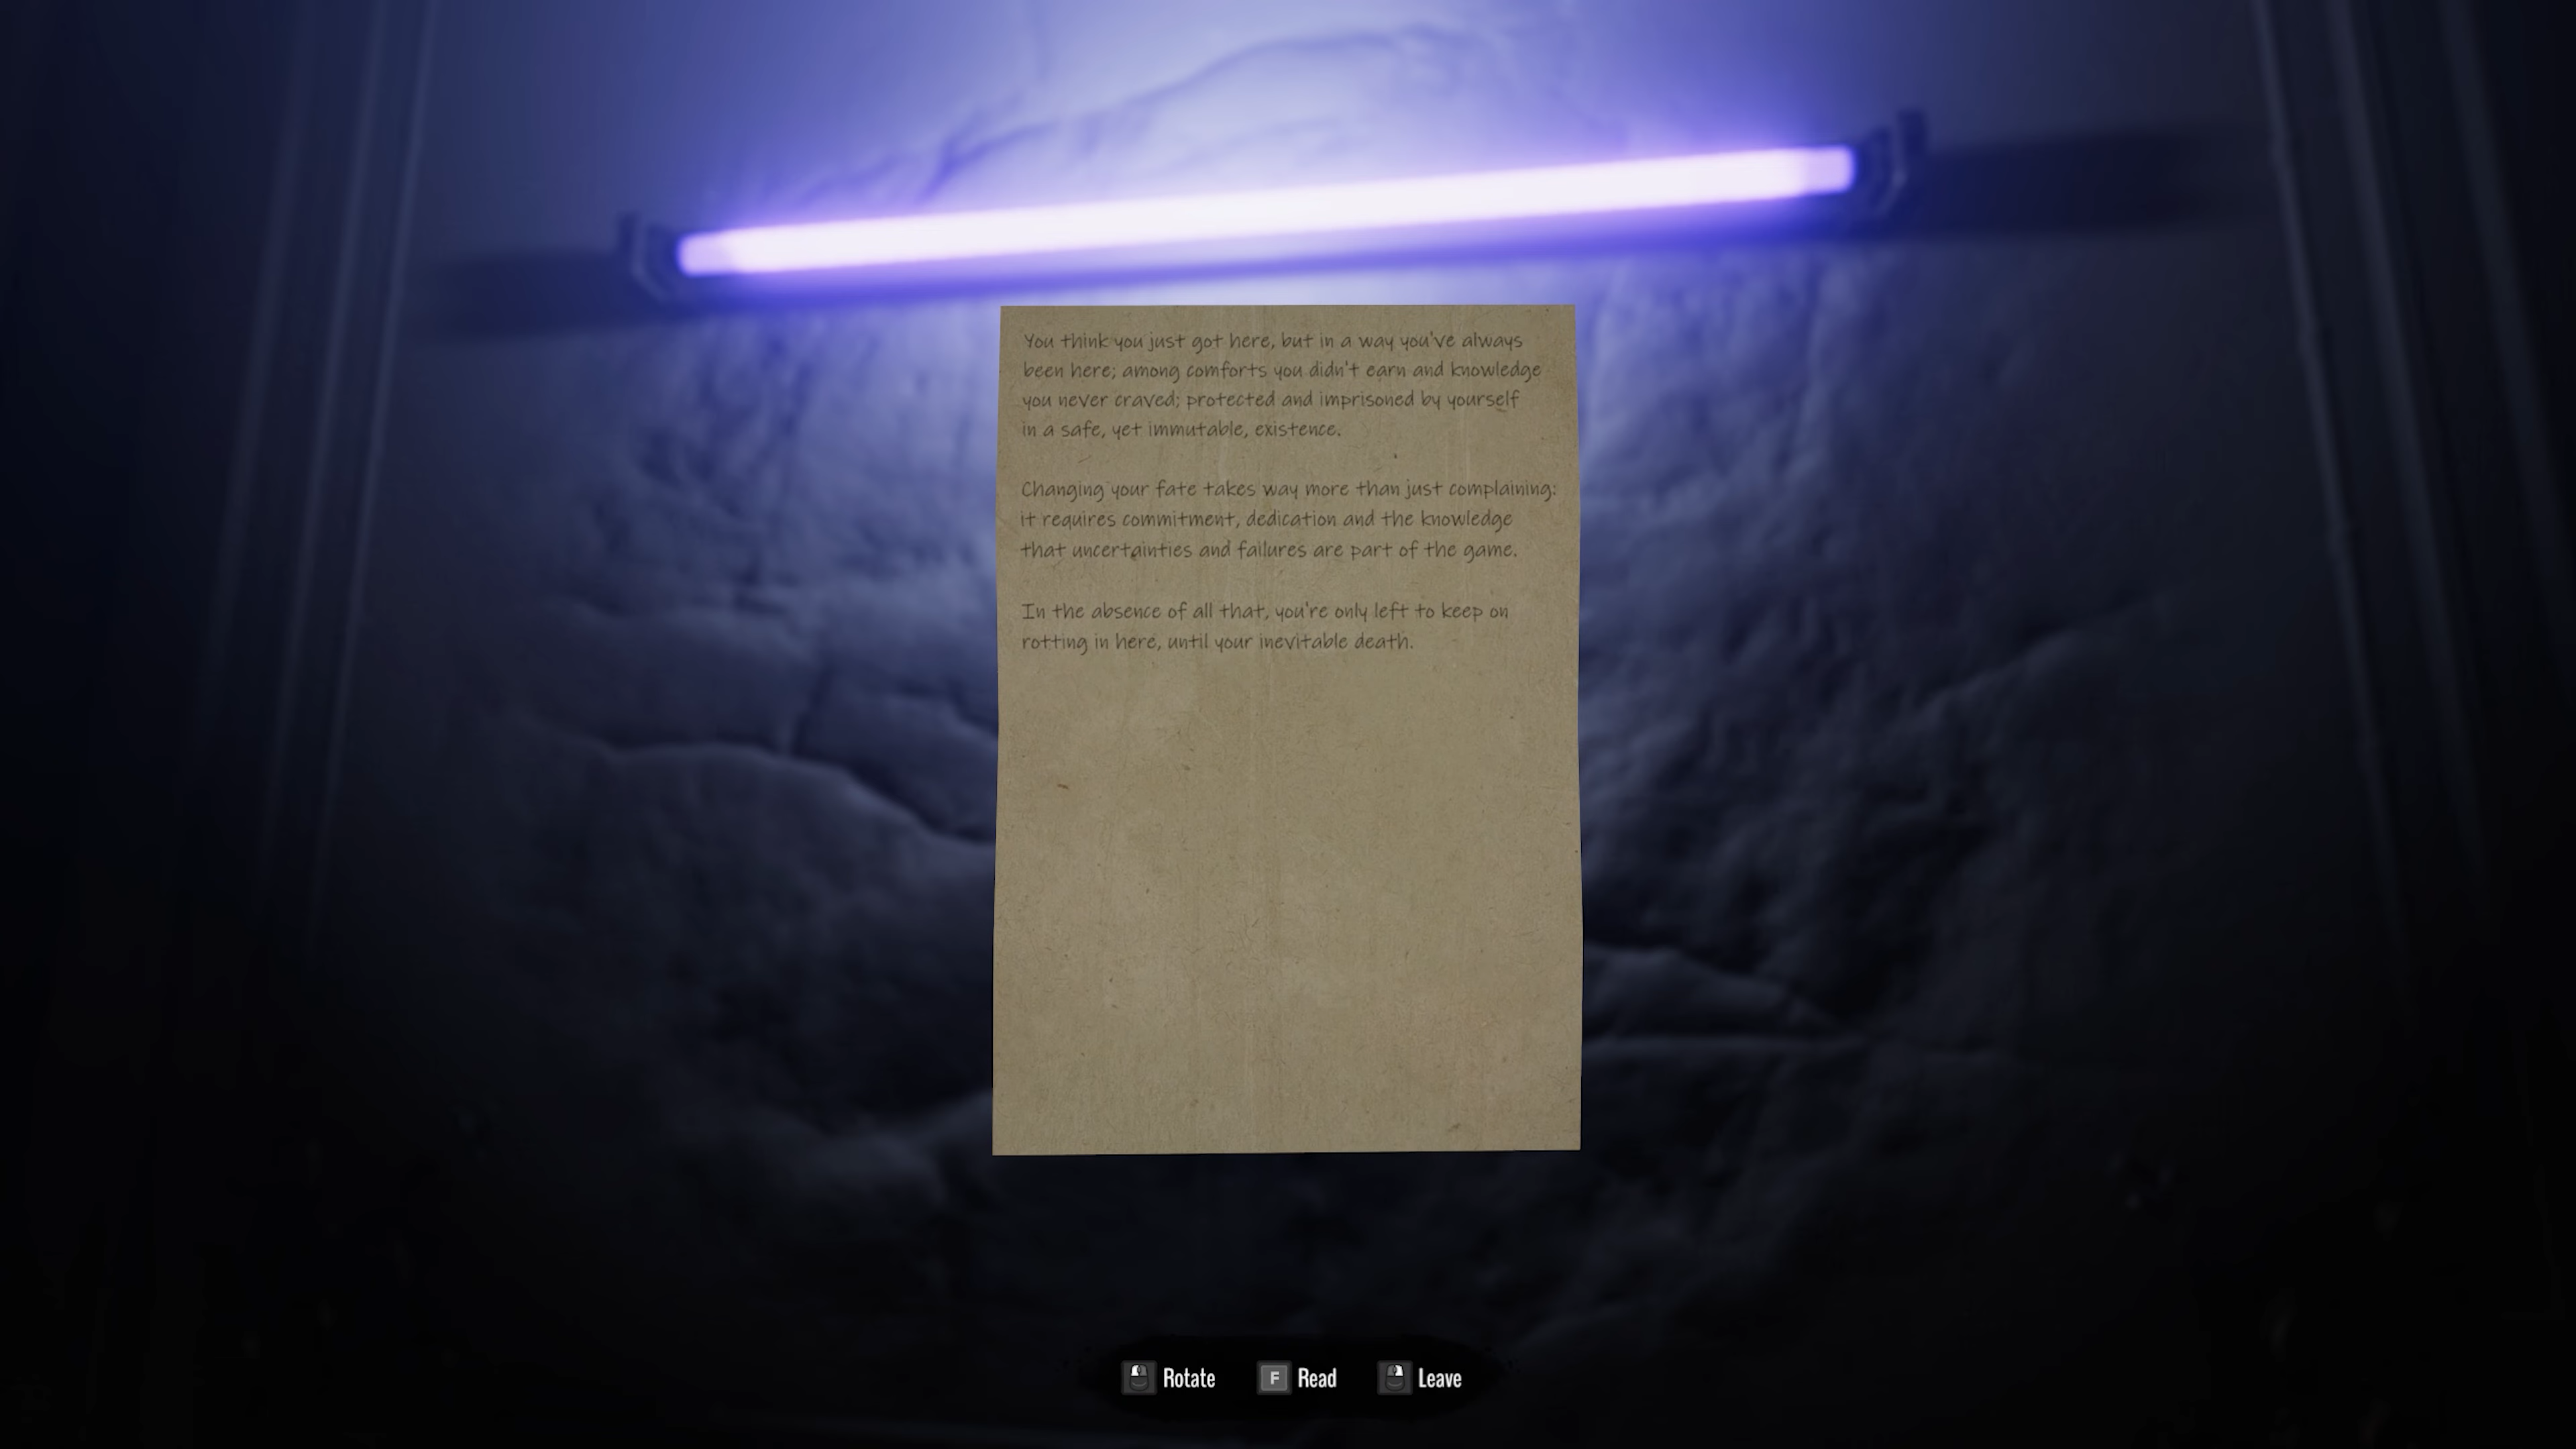 You think you just got here, but in a way you've always
been here; among comforts you didn't earn and knowledge
you never craved; protected and imprisoned by yourself
in a safe, yet immutable, existence.
Changing your fate takes way more than just complaining:
it requires commitment, dedication and the knowledge
that uncertainties and failures are part of the game.
In the absence of all that, you're only left to keep on
rotting in here, until your inevitable death.
Rotate F Read Leave